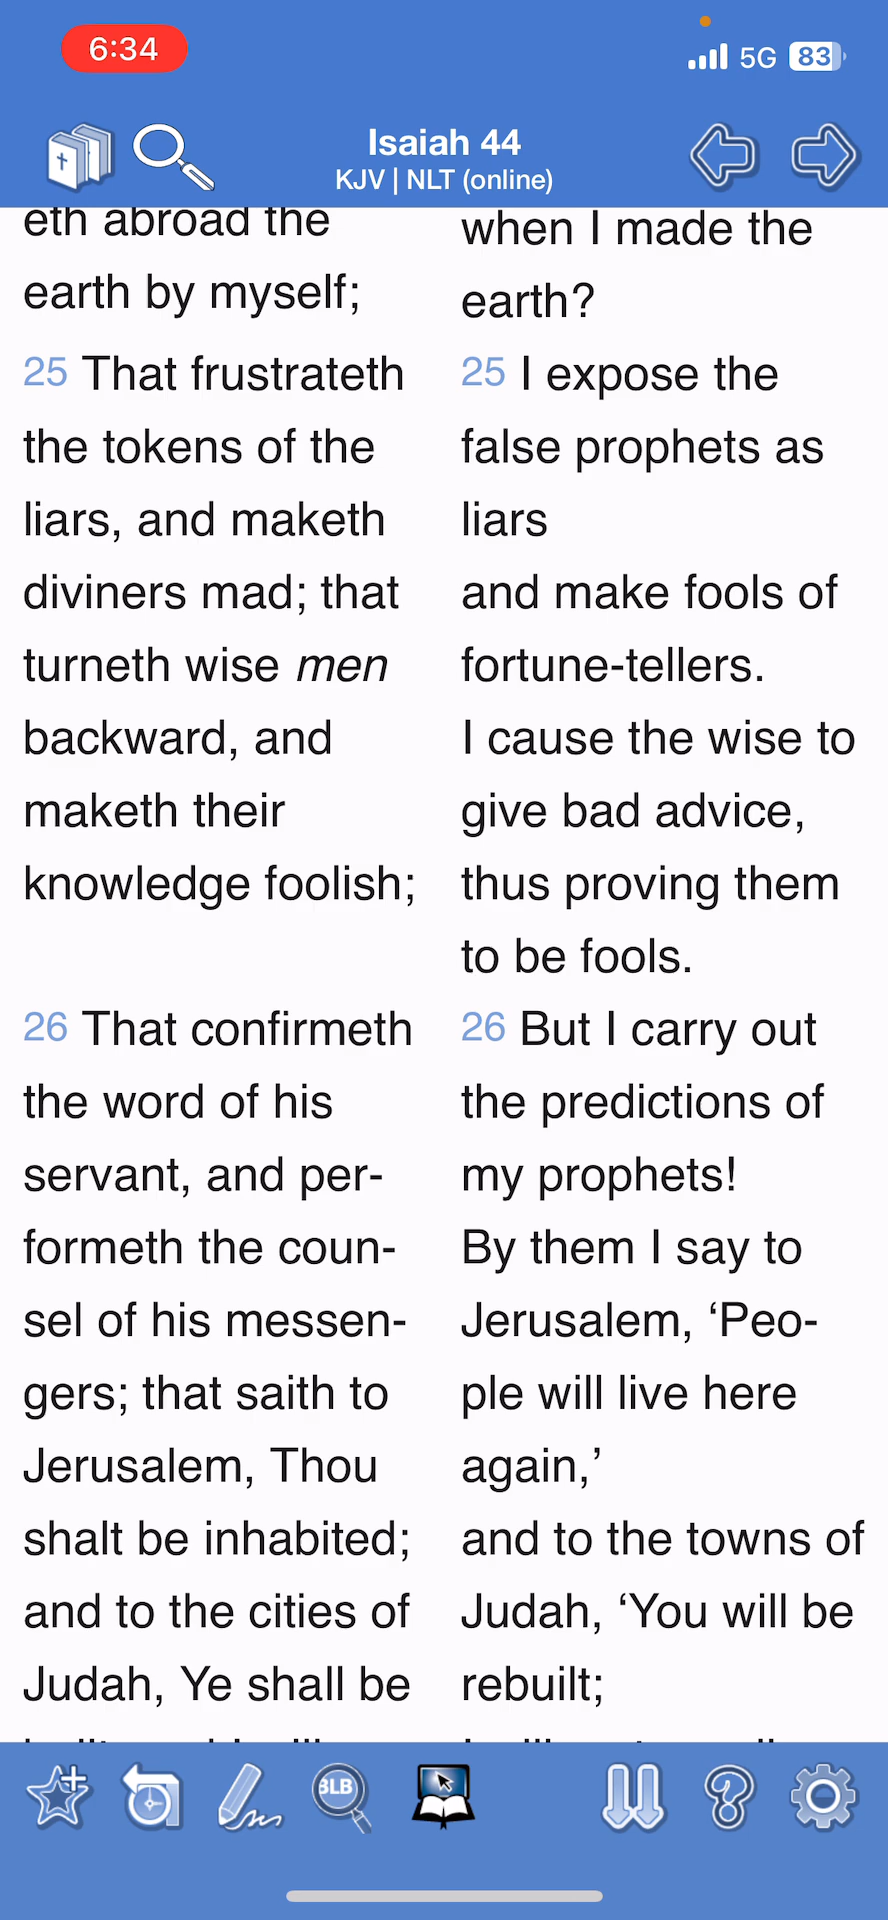 6:34
5G 83
Isaiah 44
KJV | NLT (online)
eth abroad the
earth by myself;
25 That frustrateth
the tokens of the
liars, and maketh
diviners mad; that
turneth wise men
backward, and
maketh their
knowledge foolish;
26 That confirmeth
the word of his
servant, and per-
formeth the coun-
sel of his messen-
gers; that saith to
Jerusalem, Thou
shalt be inhabited;
and to the cities of
Judah, Ye shall be
when I made the
earth?
25 I expose the
false prophets as
liars
and make fools of
fortune-tellers.
I cause the wise to
give bad advice,
thus proving them
to be fools.
26 But I carry out
the predictions of
my prophets!
By them I say to
Jerusalem, ‘Peo-
ple will live here
again,’
and to the towns of
Judah, ‘You will be
rebuilt;
BLB